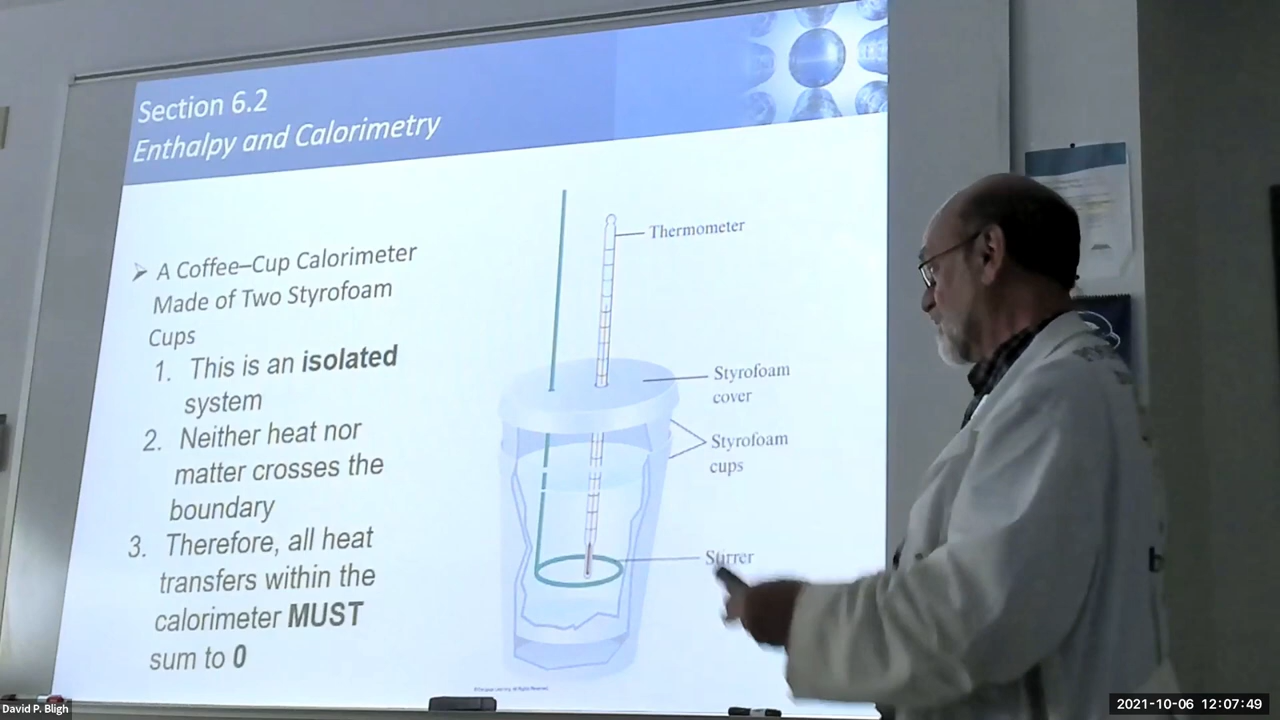 Section 6.2
Enthalpy and Calorimetry
➤ A Coffee–Cup Calorimeter
Made of Two Styrofoam
Cups
1. This is an isolated
system
2. Neither heat nor
matter crosses the
boundary
3. Therefore, all heat
transfers within the
calorimeter MUST
sum to 0
Thermometer
Styrofoam
cover
Styrofoam
cups
Stirrer
David P. Bligh
2021-10-06 12:07:49